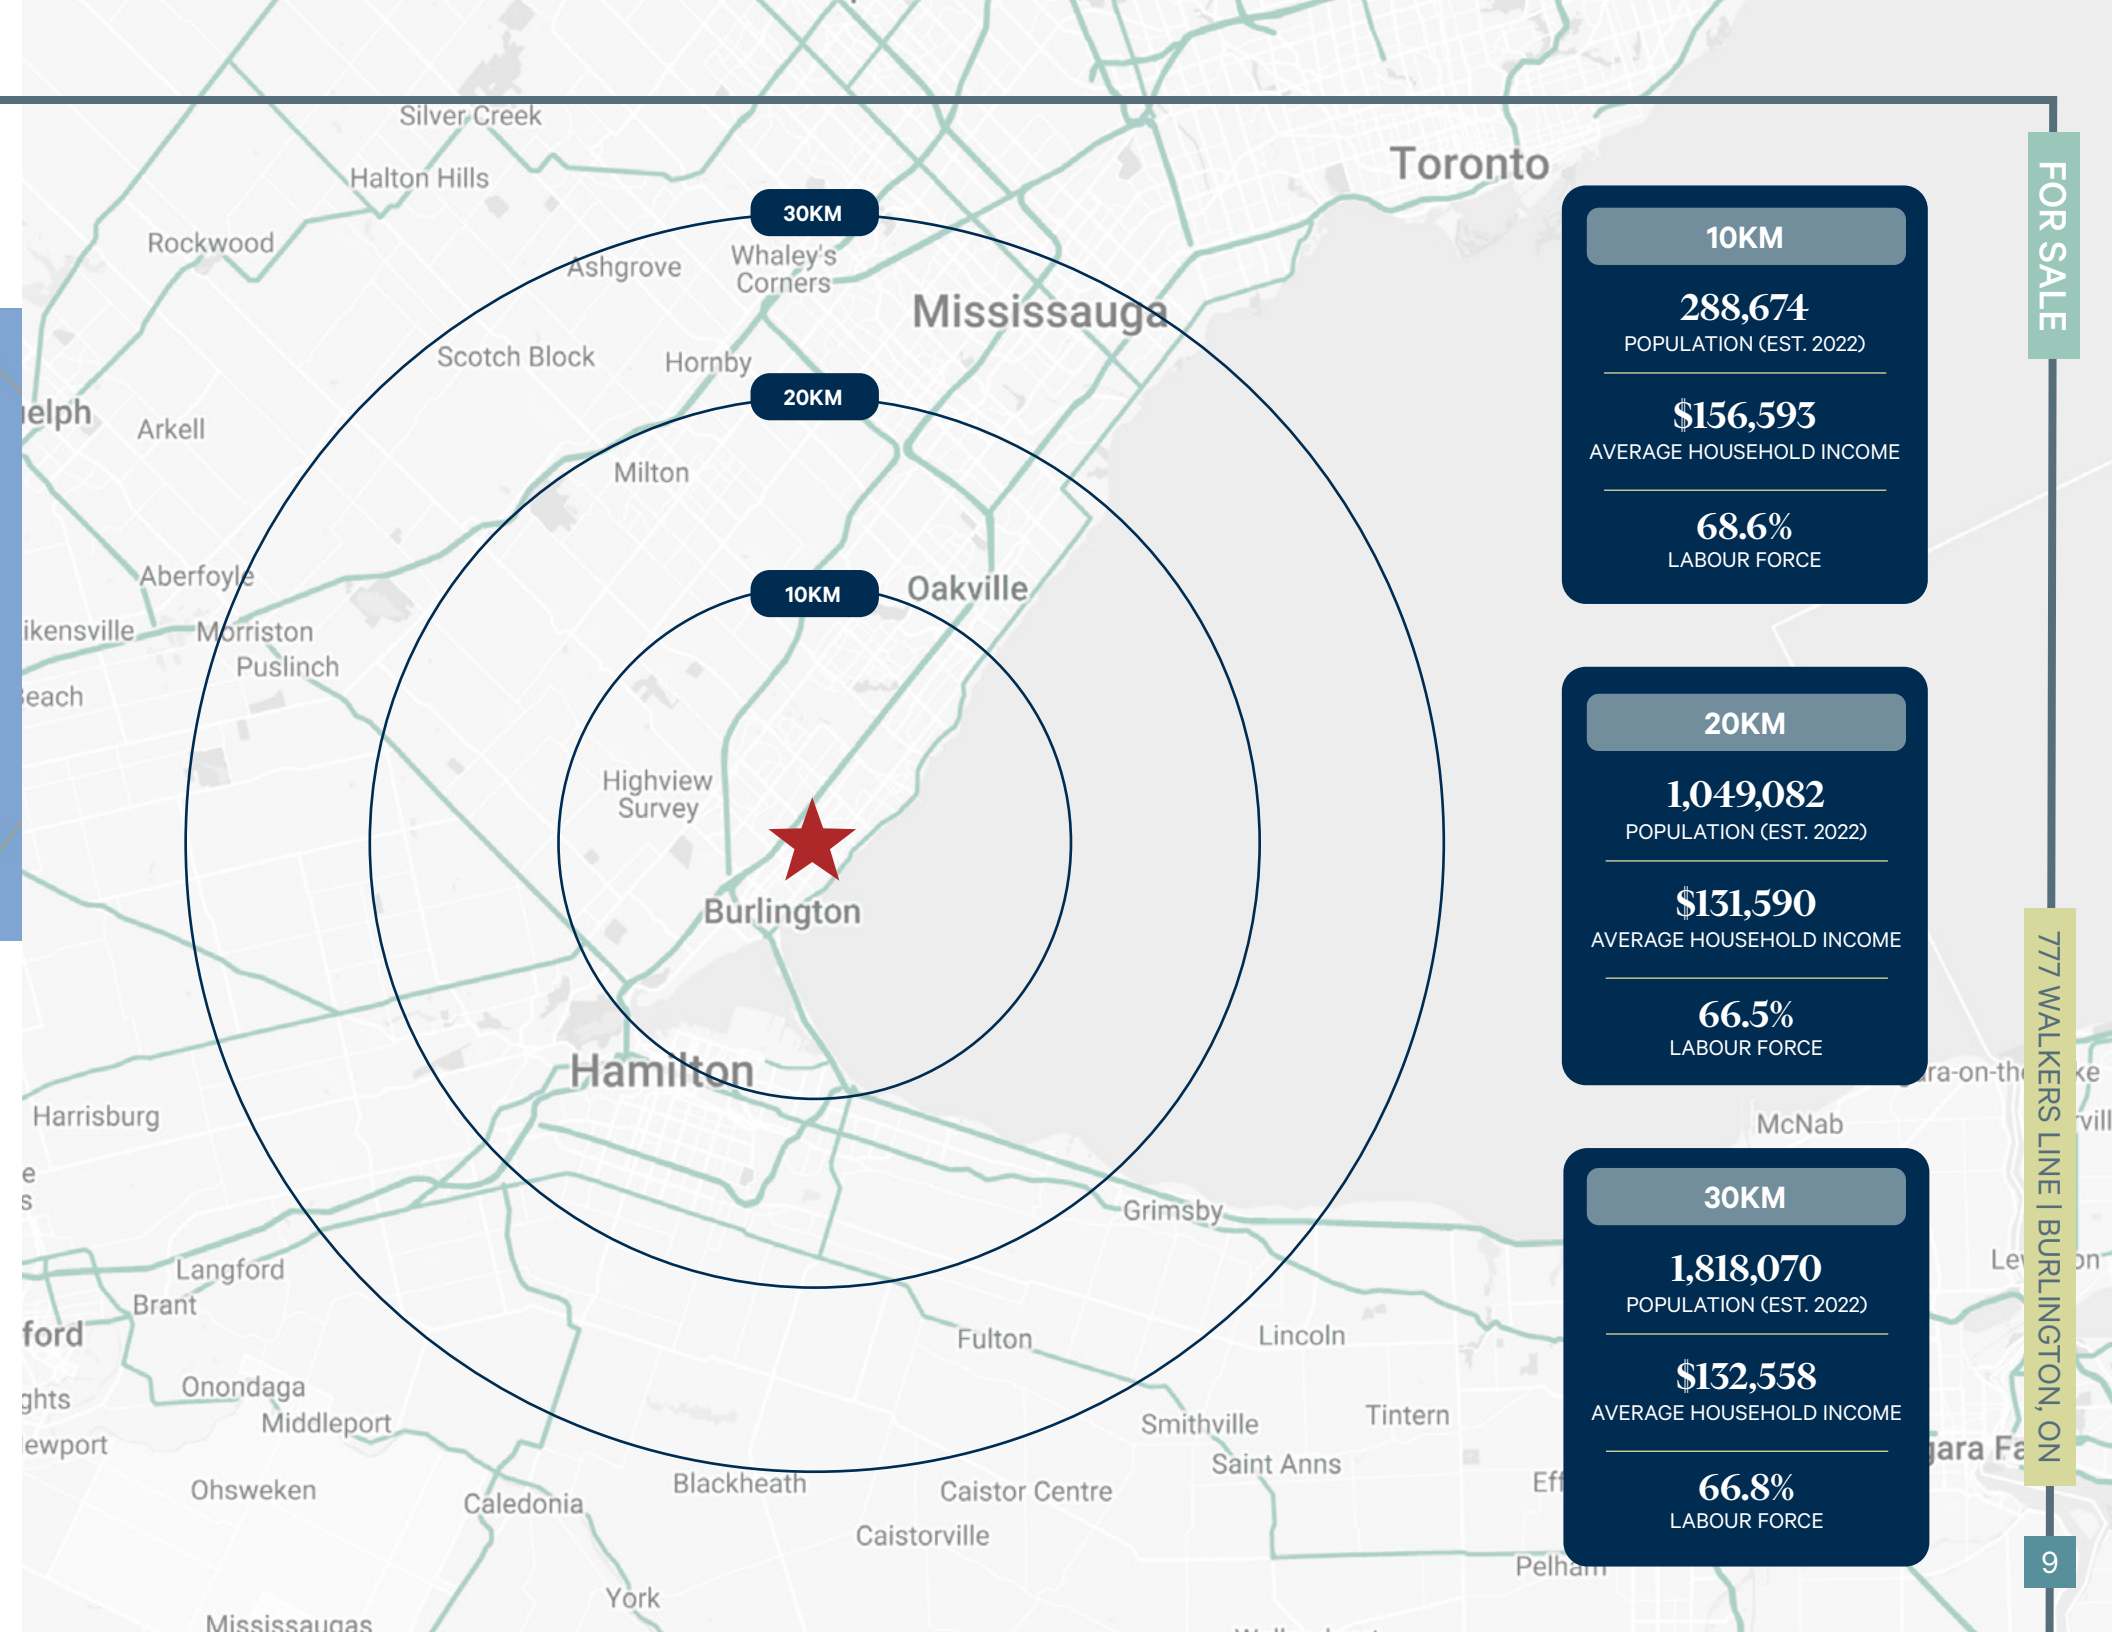 Silver Creek
Halton Hills
Toronto
Rockwood
30KM
Ashgrove
Whaley's
Corners
Mississauga
Scotch Block
Hornby
20KM
Arkell
Milton
Aberfoyle
10KM
Oakville
Morriston
Puslinch
Highview
Survey
Burlington
Hamilton
Harrisburg
Grimsby
Langford
Brant
Fulton
Lincoln
Onondaga
Middleport
Smithville
Tintern
Saint Anns
Ohsweken
Caledonia
Blackheath
Caistor Centre
Caistorville
York
Mississaugas
McNab
Pelham
10KM
288,674
POPULATION (EST. 2022)
$156,593
AVERAGE HOUSEHOLD INCOME
68.6%
LABOUR FORCE
20KM
1,049,082
POPULATION (EST. 2022)
$131,590
AVERAGE HOUSEHOLD INCOME
66.5%
LABOUR FORCE
30KM
1,818,070
POPULATION (EST. 2022)
$132,558
AVERAGE HOUSEHOLD INCOME
66.8%
LABOUR FORCE
FOR SALE
777 WALKERS LINE | BURLINGTON, ON
9